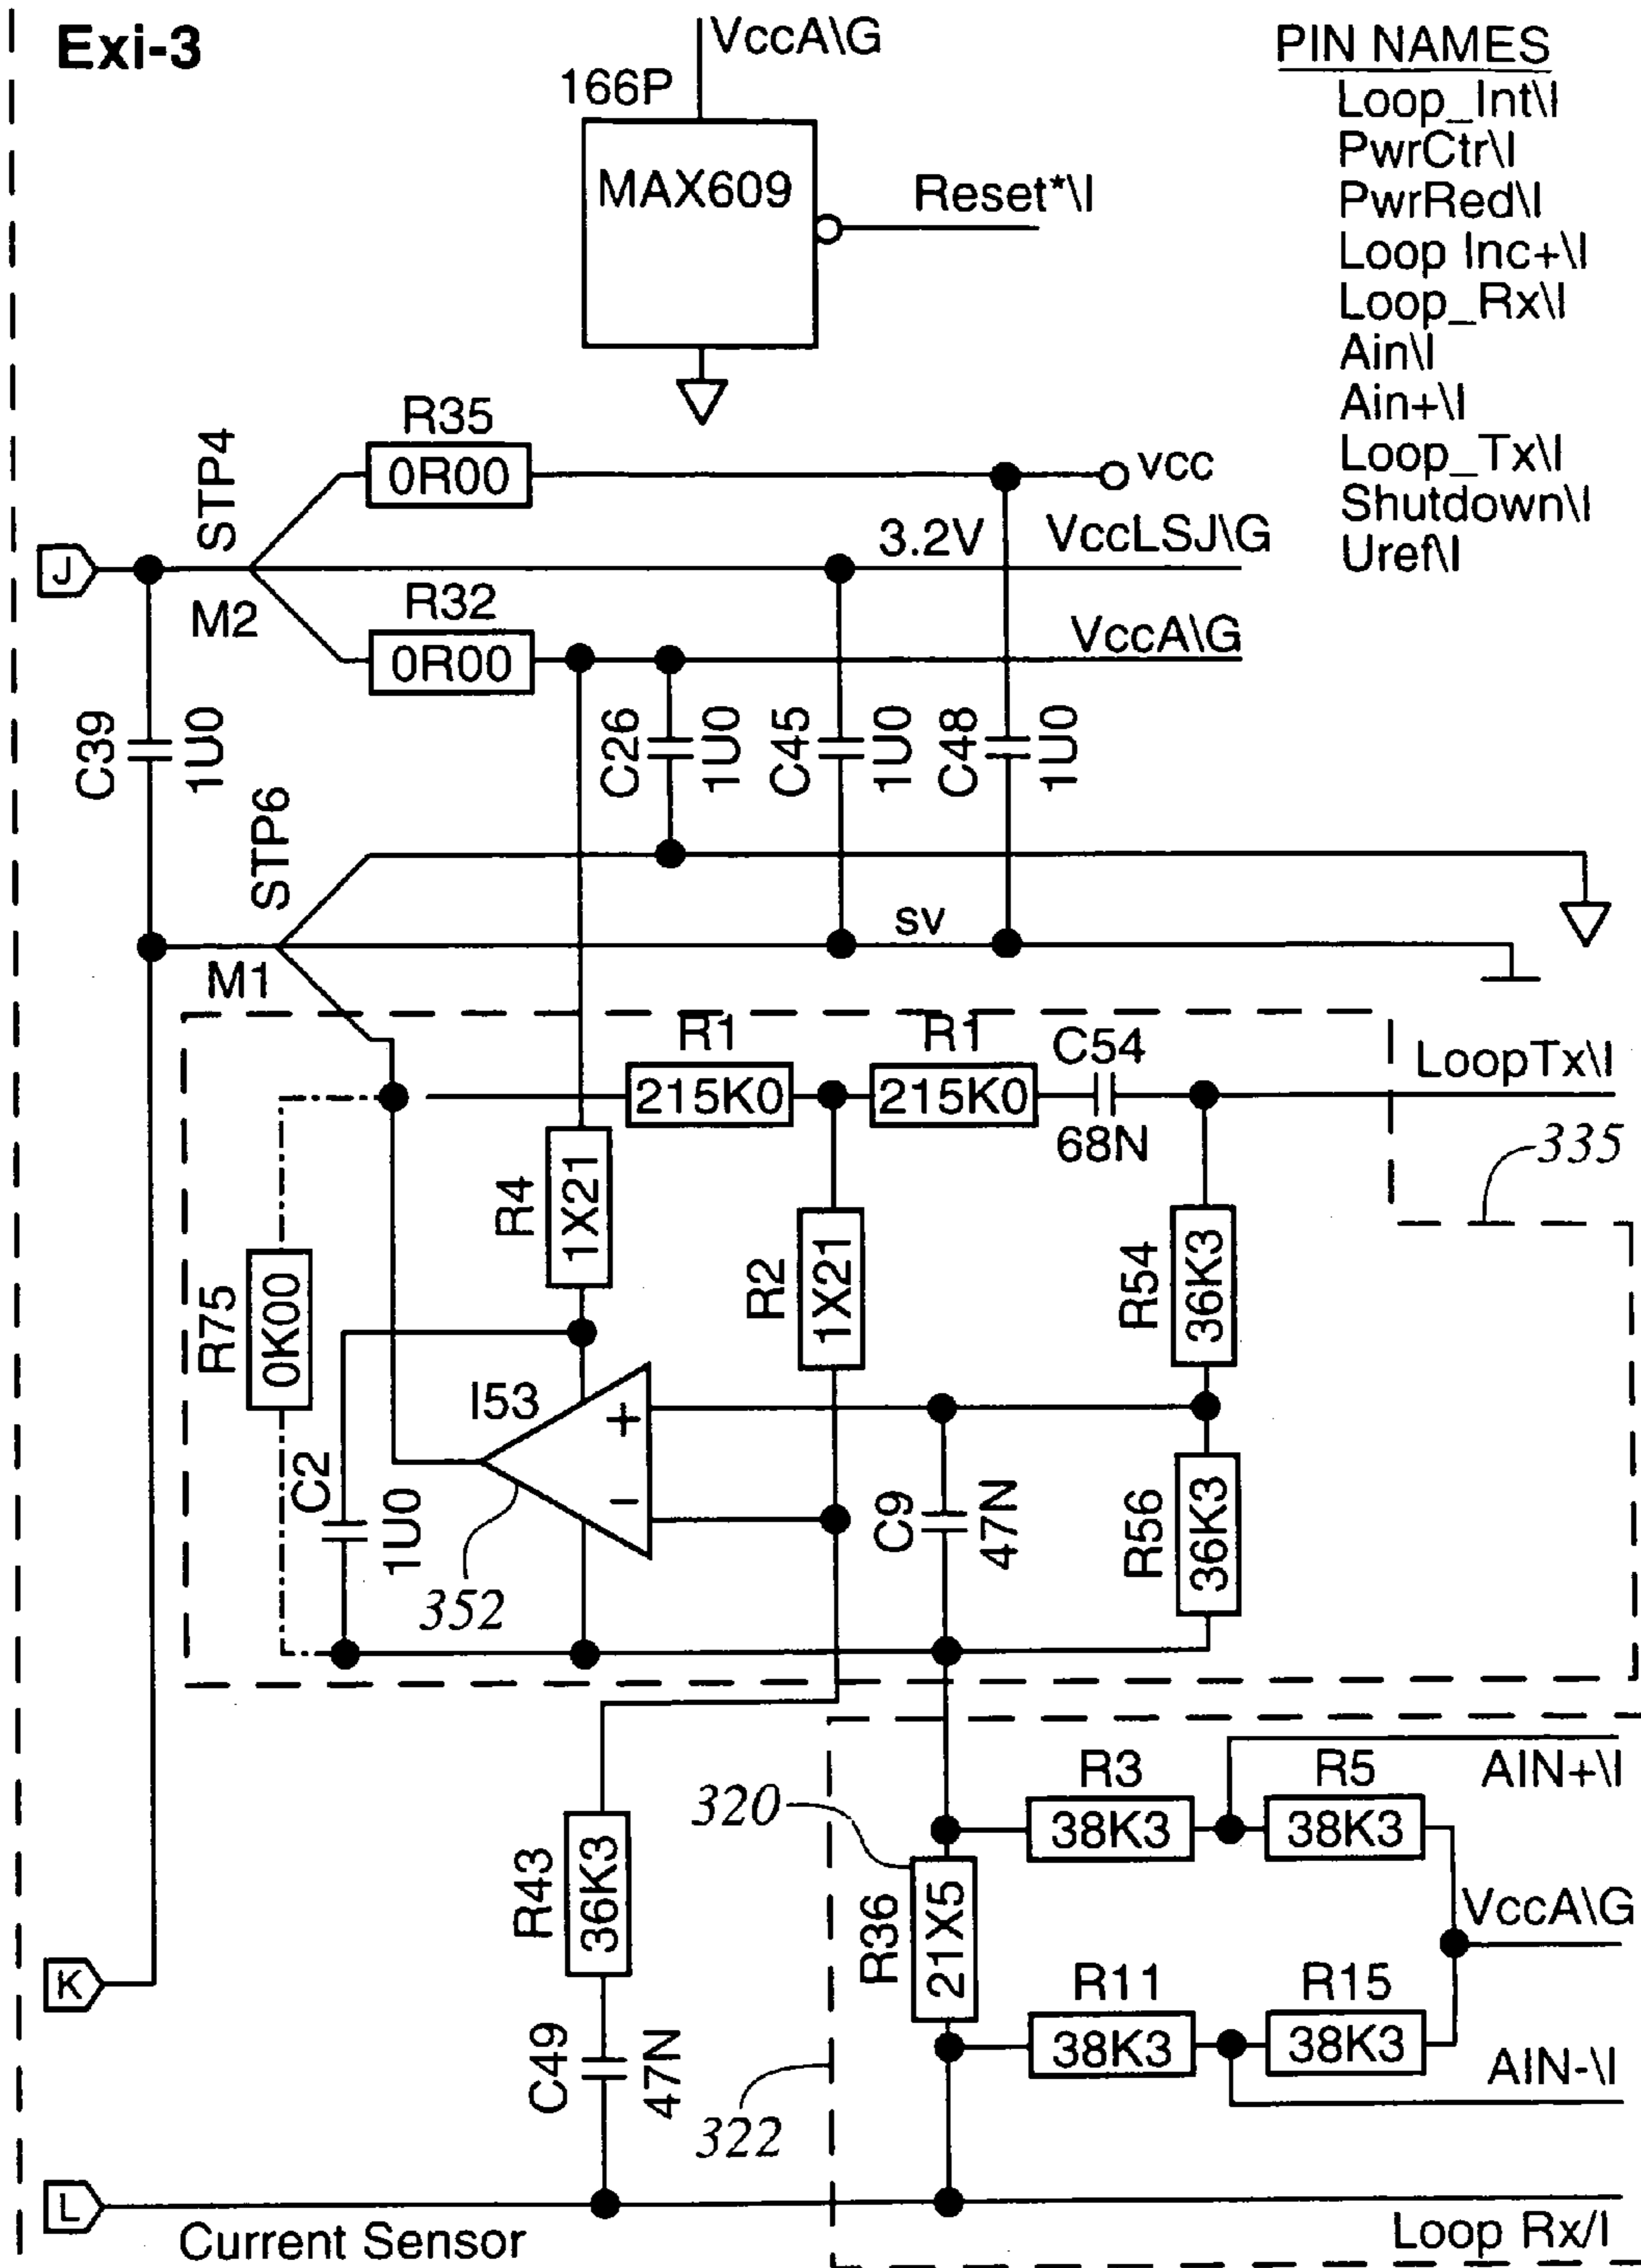 Exi-3
VccA\G
166P
MAX609
Reset*\I
PIN NAMES
Loop_Int\I
PwrCtr\I
PwrRed\I
Loop Inc+\I
Loop_Rx\I
Ain\I
Ain+\I
Loop_Tx\I
Shutdown\I
Uref\I
STP4
R35
0R00
vcc
J
3.2V
VccLSJ\G
M2
R32
0R00
VccA\G
C39
1U0
C26
1U0
C45
1U0
C48
1U0
STP6
sv
M1
R1
215K0
R1
215K0
C54
68N
LoopTx\I
335
R4
1X21
R2
1X21
R54
36K3
R75
0K00
I53
+
−
C2
1U0
352
C9
47N
R56
36K3
320
R3
38K3
R5
38K3
AIN+\I
R43
36K3
R36
21X5
VccA\G
K
R11
38K3
R15
38K3
AIN-\I
C49
47N
322
L
Current Sensor
Loop Rx/I